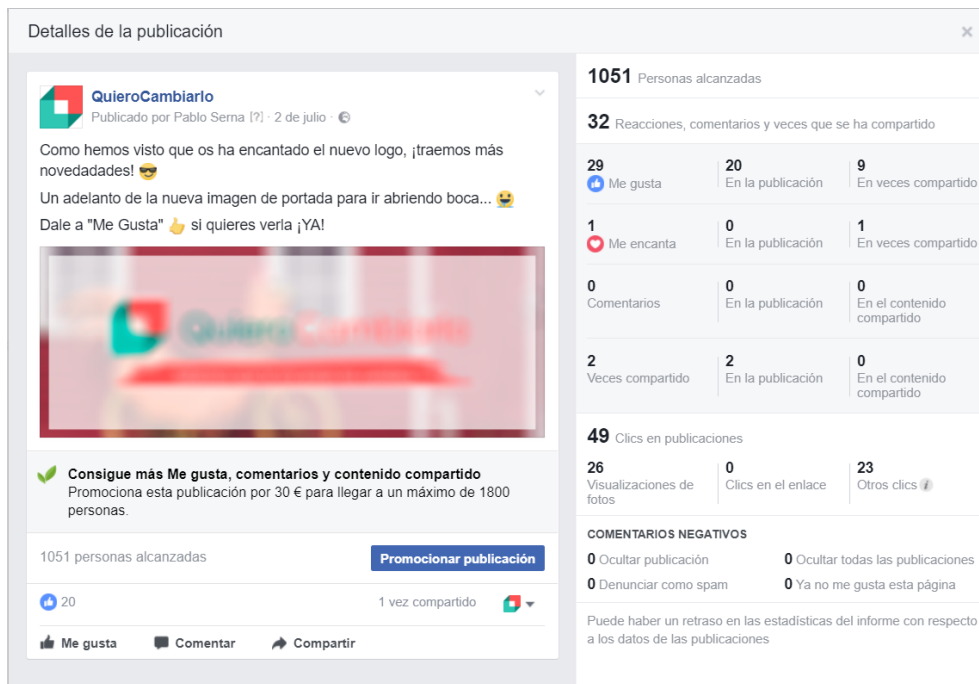 Detalles de la publicación
×
QuieroCambiarlo
Publicado por Pablo Serna [?] · 2 de julio ·
Como hemos visto que os ha encantado el nuevo logo, ¡traemos más
novedadades! 😎
Un adelanto de la nueva imagen de portada para ir abriendo boca... 🤩
Dale a "Me Gusta" 👍 si quieres verla ¡YA!
QuieroCambiarlo
Consigue más Me gusta, comentarios y contenido compartido
Promociona esta publicación por 30 € para llegar a un máximo de 1800
personas.
1051 personas alcanzadas
Promocionar publicación
20
1 vez compartido
Me gusta
Comentar
Compartir
1051 Personas alcanzadas
32 Reacciones, comentarios y veces que se ha compartido
29
Me gusta
20
En la publicación
9
En veces compartido
1
Me encanta
0
En la publicación
1
En veces compartido
0
Comentarios
0
En la publicación
0
En el contenido
compartido
2
Veces compartido
2
En la publicación
0
En el contenido
compartido
49 Clics en publicaciones
26
Visualizaciones de
fotos
0
Clics en el enlace
23
Otros clics i
COMENTARIOS NEGATIVOS
0 Ocultar publicación
0 Ocultar todas las publicaciones
0 Denunciar como spam
0 Ya no me gusta esta página
Puede haber un retraso en las estadísticas del informe con respecto
a los datos de las publicaciones